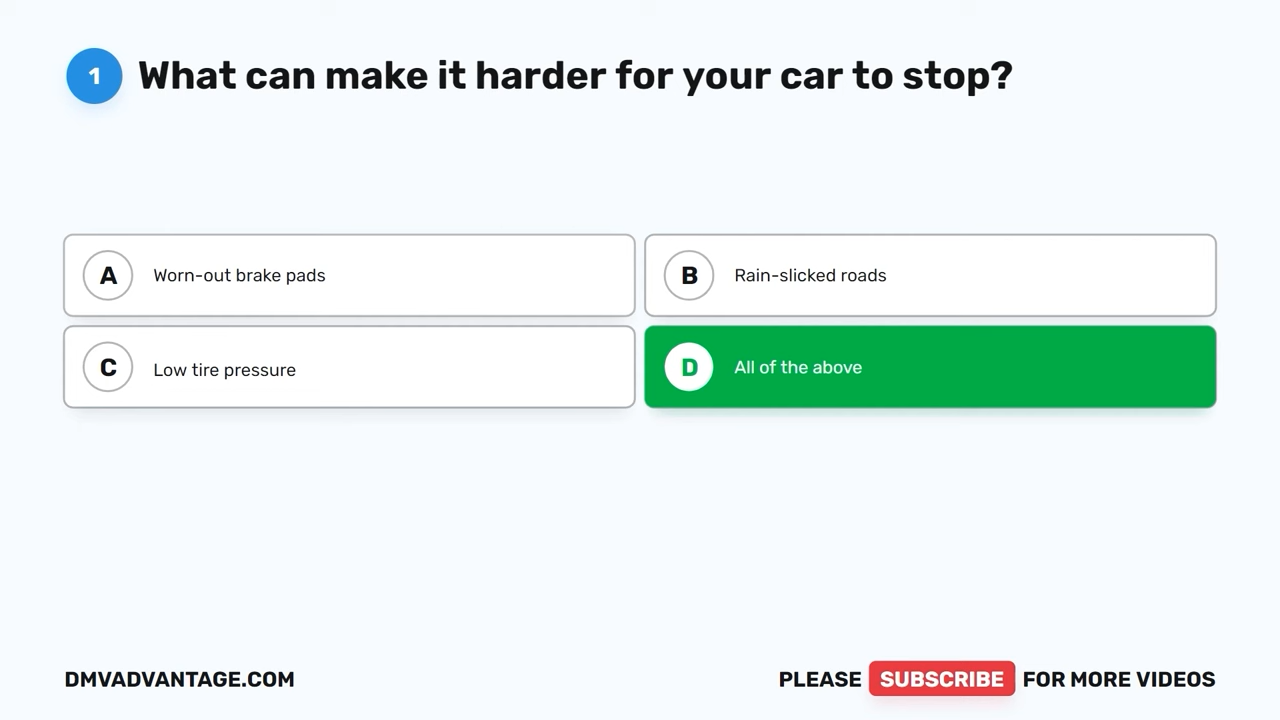 1 What can make it harder for your car to stop?
A Worn-out brake pads
B Rain-slicked roads
C Low tire pressure
D All of the above
DMVADVANTAGE.COM
PLEASE SUBSCRIBE FOR MORE VIDEOS